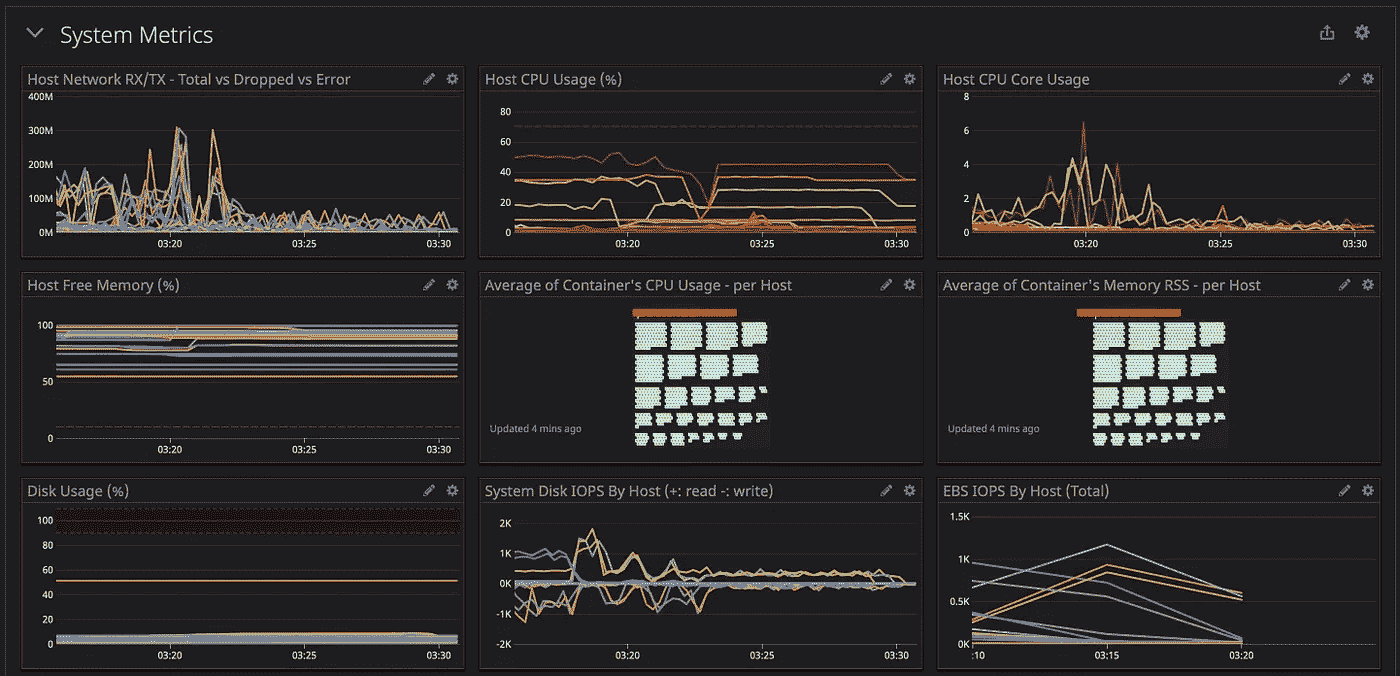 System Metrics
Host Network RX/TX - Total vs Dropped vs Error
400M
300M
200M
100M
0M
03:20 03:25 03:30
Host CPU Usage (%)
80
60
40
20
0
03:20 03:25 03:30
Host CPU Core Usage
8
6
4
2
0
03:20 03:25 03:30
Host Free Memory (%)
100
50
0
03:20 03:25 03:30
Average of Container's CPU Usage - per Host
Updated 4 mins ago
Average of Container's Memory RSS - per Host
Updated 4 mins ago
Disk Usage (%)
100
80
60
40
20
0
03:20 03:25 03:30
System Disk IOPS By Host (+: read -: write)
2K
1K
0K
-1K
-2K
03:20 03:25 03:30
EBS IOPS By Host (Total)
1.5K
1K
0.5K
0K
:10 03:15 03:20